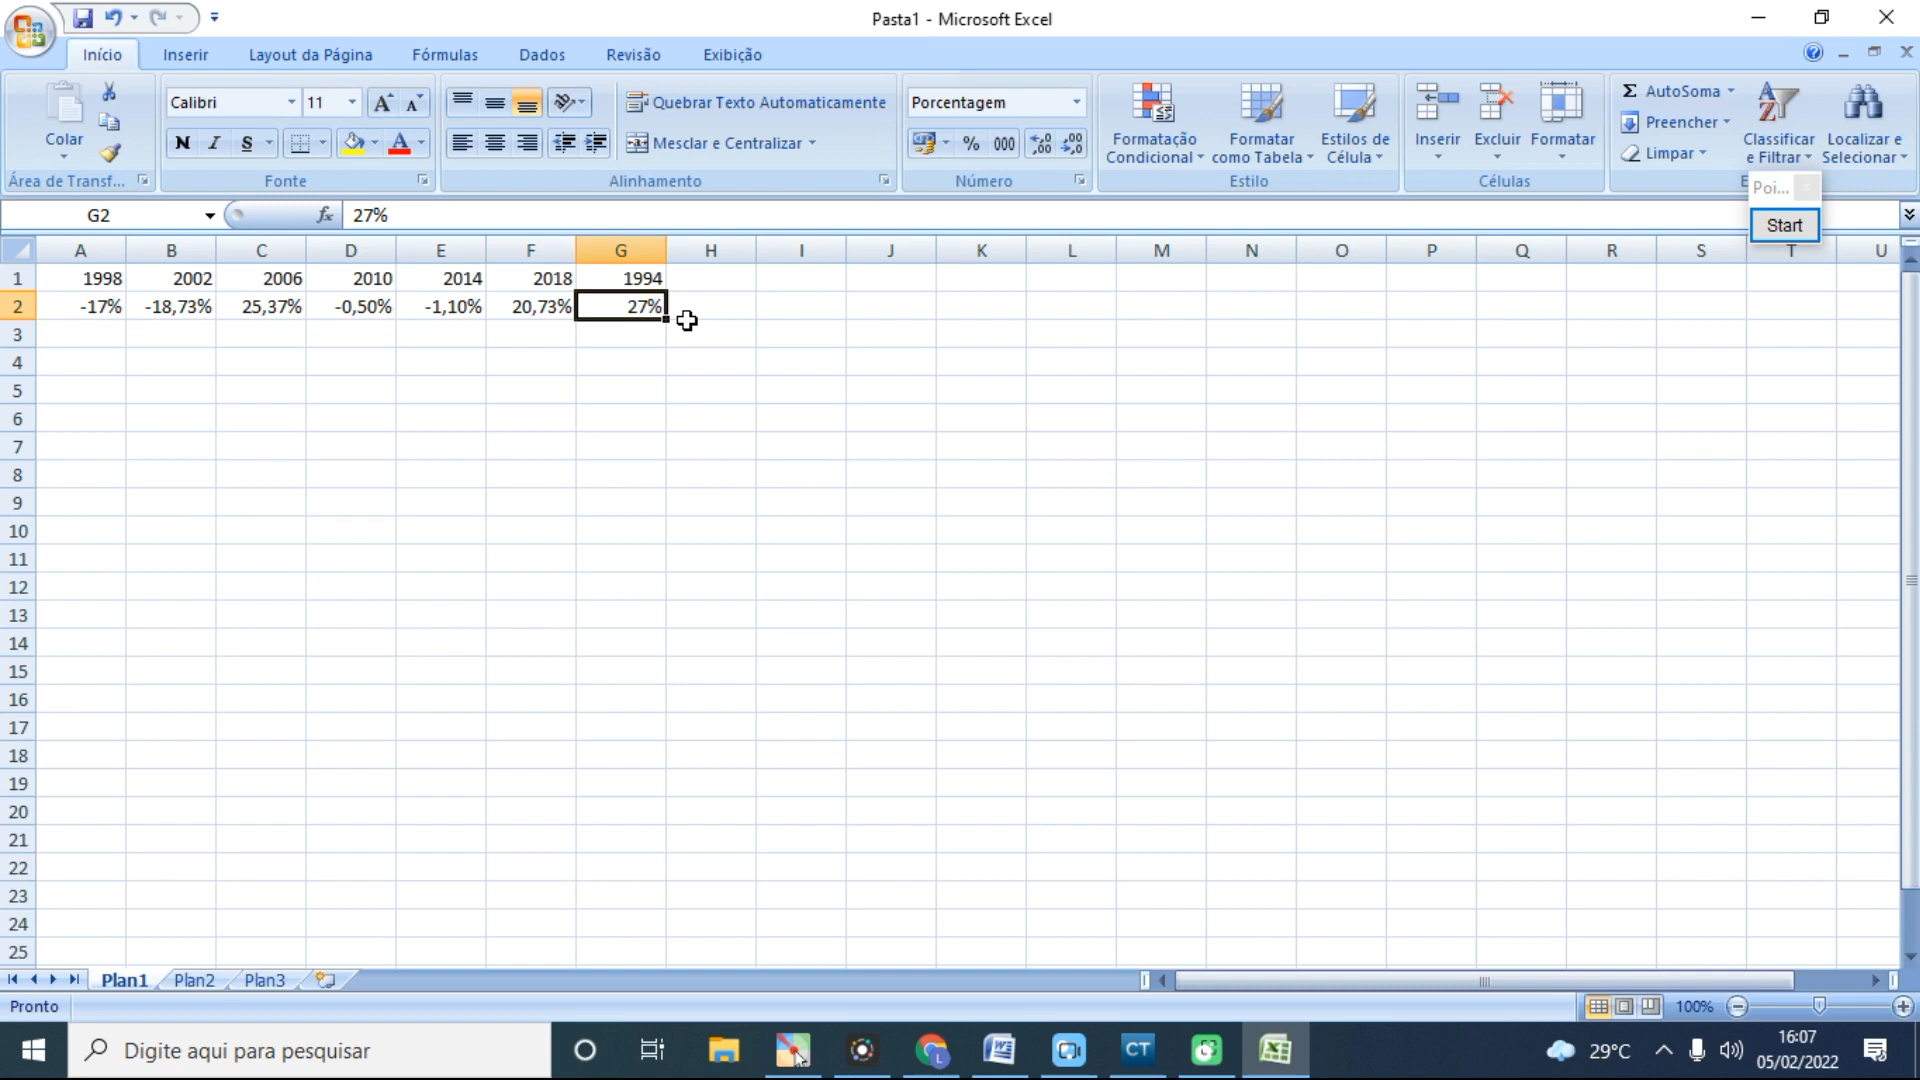 Pasta1 - Microsoft Excel
Início Inserir Layout da Página Fórmulas Dados Revisão Exibição
Colar
Área de Transf...
Calibri 11
N I S
Fonte
Quebrar Texto Automaticamente
Mesclar e Centralizar
Alinhamento
Porcentagem
% 000
Número
Formatação Condicional
Formatar como Tabela
Estilos de Célula
Estilo
Inserir Excluir Formatar
Células
Σ AutoSoma
Preencher
Limpar
Classificar e Filtrar
Localizar e Selecionar
Poi...
Start
G2 fx 27%
A B C D E F G H I J K L M N O P Q R S T U
1 1998 2002 2006 2010 2014 2018 1994
2 -17% -18,73% 25,37% -0,50% -1,10% 20,73% 27%
3
4
5
6
7
8
9
10
11
12
13
14
15
16
17
18
19
20
21
22
23
24
25
Plan1 Plan2 Plan3
Pronto 100%
Digite aqui para pesquisar
CT
29°C
16:07
05/02/2022